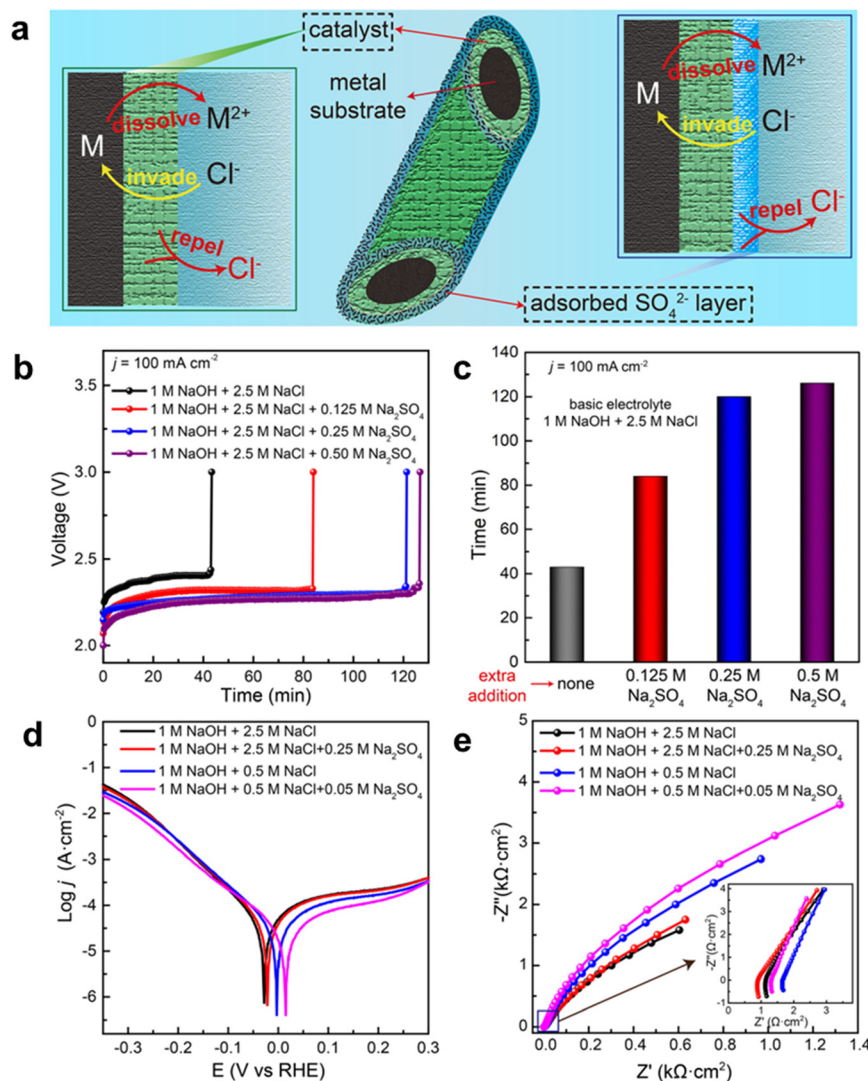 a
catalyst
metal
substrate
dissolve
M
M²⁺
invade
Cl⁻
repel
Cl⁻
dissolve
M
M²⁺
invade
Cl⁻
repel
Cl⁻
adsorbed SO₄²⁻ layer
b
j = 100 mA cm⁻²
1 M NaOH + 2.5 M NaCl
1 M NaOH + 2.5 M NaCl + 0.125 M Na₂SO₄
1 M NaOH + 2.5 M NaCl + 0.25 M Na₂SO₄
1 M NaOH + 2.5 M NaCl + 0.50 M Na₂SO₄
Voltage (V)
3.5
3.0
2.5
2.0
0 20 40 60 80 100 120
Time (min)
c
j = 100 mA cm⁻²
basic electrolyte
1 M NaOH + 2.5 M NaCl
Time (min)
140
120
100
80
60
40
20
0
extra
addition
none
0.125 M
Na₂SO₄
0.25 M
Na₂SO₄
0.5 M
Na₂SO₄
d
1 M NaOH + 2.5 M NaCl
1 M NaOH + 2.5 M NaCl+0.25 M Na₂SO₄
1 M NaOH + 0.5 M NaCl
1 M NaOH + 0.5 M NaCl+0.05 M Na₂SO₄
Log j (A·cm⁻²)
0
-1
-2
-3
-4
-5
-6
-0.3 -0.2 -0.1 0.0 0.1 0.2 0.3
E (V vs RHE)
e
1 M NaOH + 2.5 M NaCl
1 M NaOH + 2.5 M NaCl+0.25 M Na₂SO₄
1 M NaOH + 0.5 M NaCl
1 M NaOH + 0.5 M NaCl+0.05 M Na₂SO₄
-Z''(kΩ·cm²)
5
4
3
2
1
0
0.0 0.2 0.4 0.6 0.8 1.0 1.2 1.4
Z' (kΩ·cm²)
-Z''(Ω·cm²)
4
3
2
1
0
-1
0 1 2 3 4
Z' (Ω·cm²)